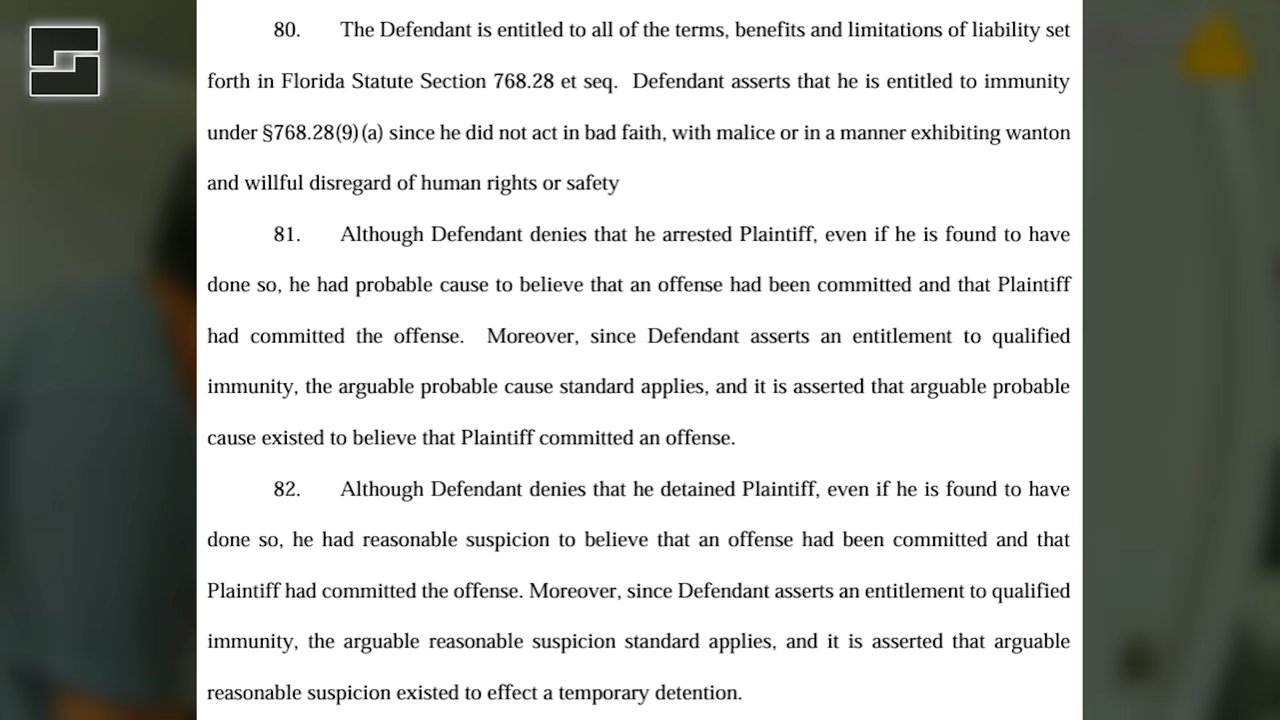 80. The Defendant is entitled to all of the terms, benefits and limitations of liability set
forth in Florida Statute Section 768.28 et seq. Defendant asserts that he is entitled to immunity
under §768.28(9)(a) since he did not act in bad faith, with malice or in a manner exhibiting wanton
and willful disregard of human rights or safety
81. Although Defendant denies that he arrested Plaintiff, even if he is found to have
done so, he had probable cause to believe that an offense had been committed and that Plaintiff
had committed the offense. Moreover, since Defendant asserts an entitlement to qualified
immunity, the arguable probable cause standard applies, and it is asserted that arguable probable
cause existed to believe that Plaintiff committed an offense.
82. Although Defendant denies that he detained Plaintiff, even if he is found to have
done so, he had reasonable suspicion to believe that an offense had been committed and that
Plaintiff had committed the offense. Moreover, since Defendant asserts an entitlement to qualified
immunity, the arguable reasonable suspicion standard applies, and it is asserted that arguable
reasonable suspicion existed to effect a temporary detention.